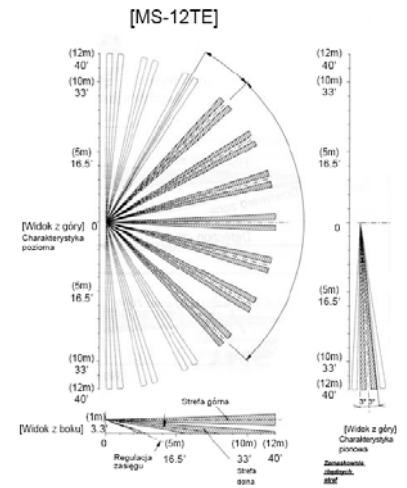 [MS-12TE]
(12m)
40'
(10m)
33'
(5m)
16.5'
[Widok z góry]
Charakterystyka
pozioma
0
(5m)
16.5'
(10m)
33'
(12m)
40'
(12m)
40'
(10m)
33'
(5m)
16.5'
0
(5m)
16.5'
(10m)
33'
(12m)
40'
3° 3°
[Widok z góry]
Charakterystyka
pionowa
Zamaskowanie
zbędnych
stref
Strefa górna
[Widok z boku]
(1m)
3.3'
0
Regulacja
zasięgu
(5m)
16.5'
(10m)
33'
(12m)
40'
Strefa
dolna